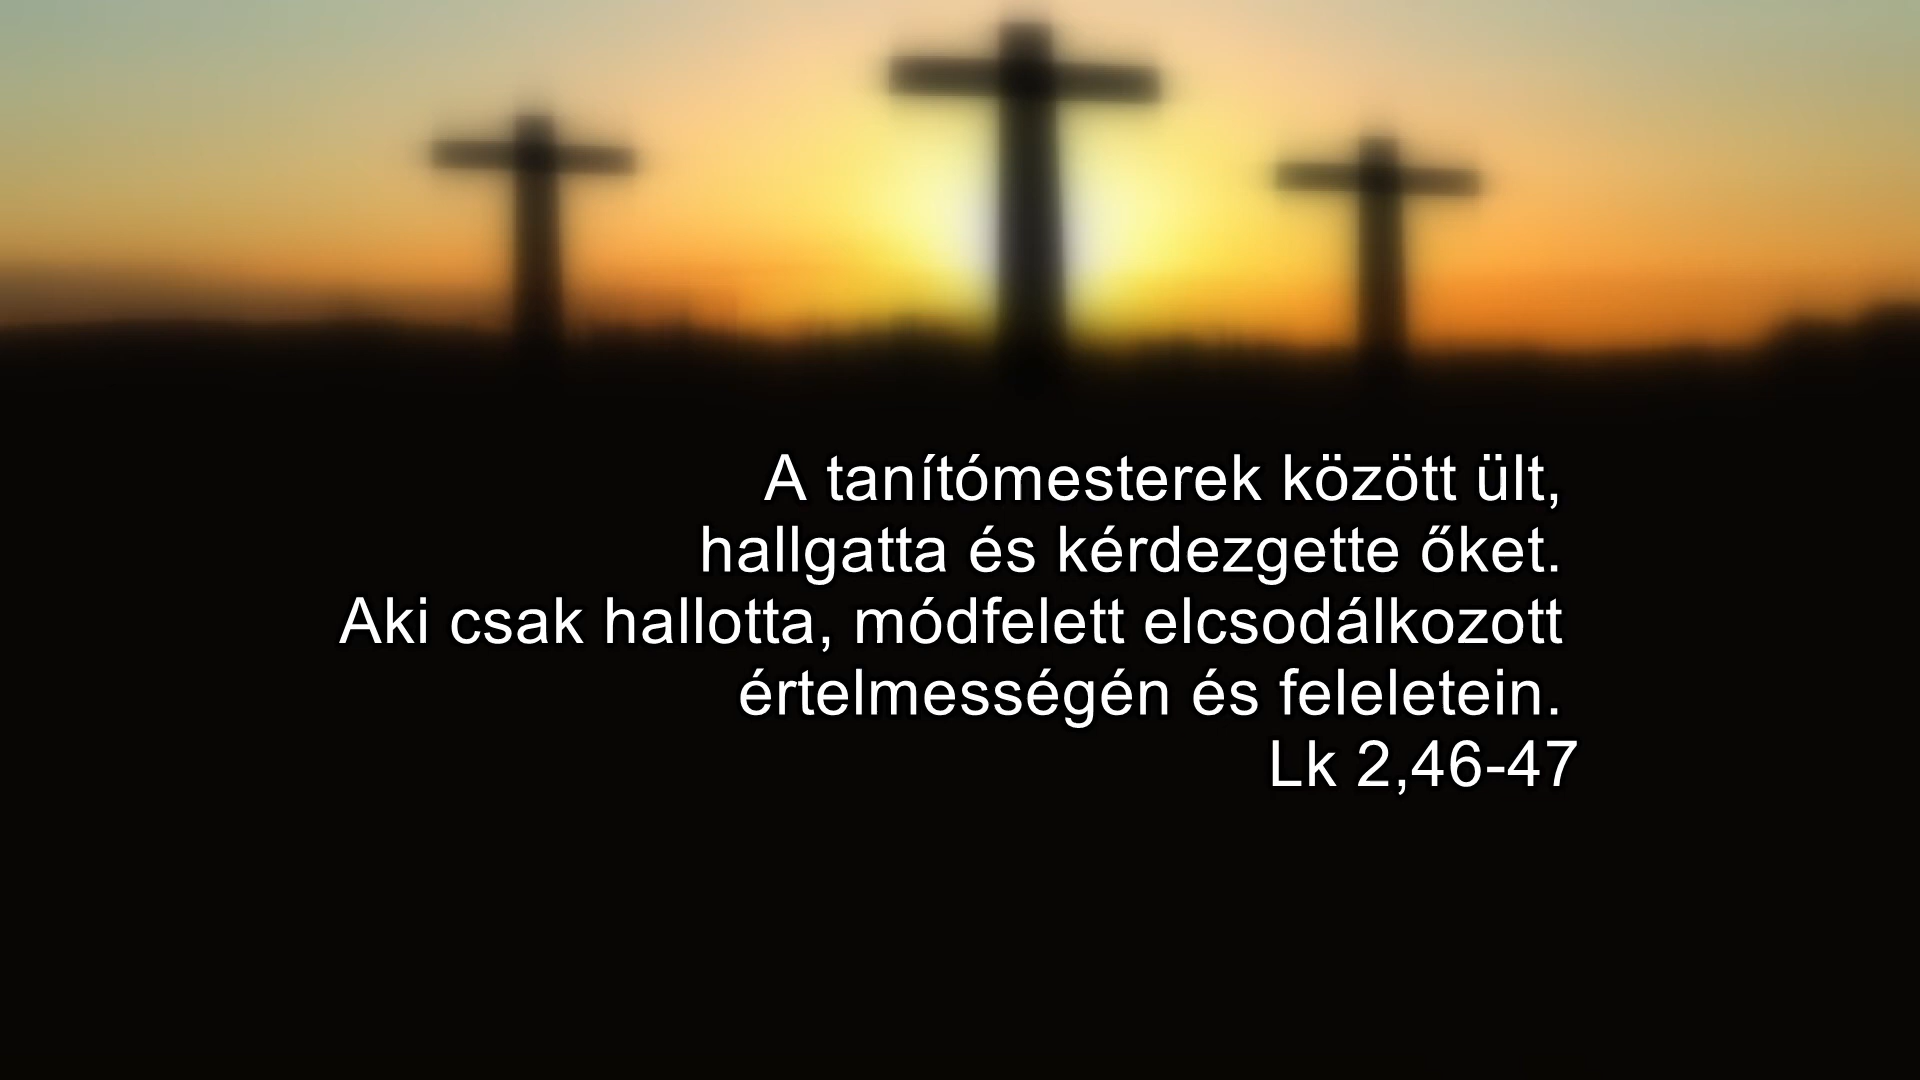 A tanítómesterek között ült,
hallgatta és kérdezgette őket.
Aki csak hallotta, módfelett elcsodálkozott
értelmességén és feleletein.
Lk 2,46-47